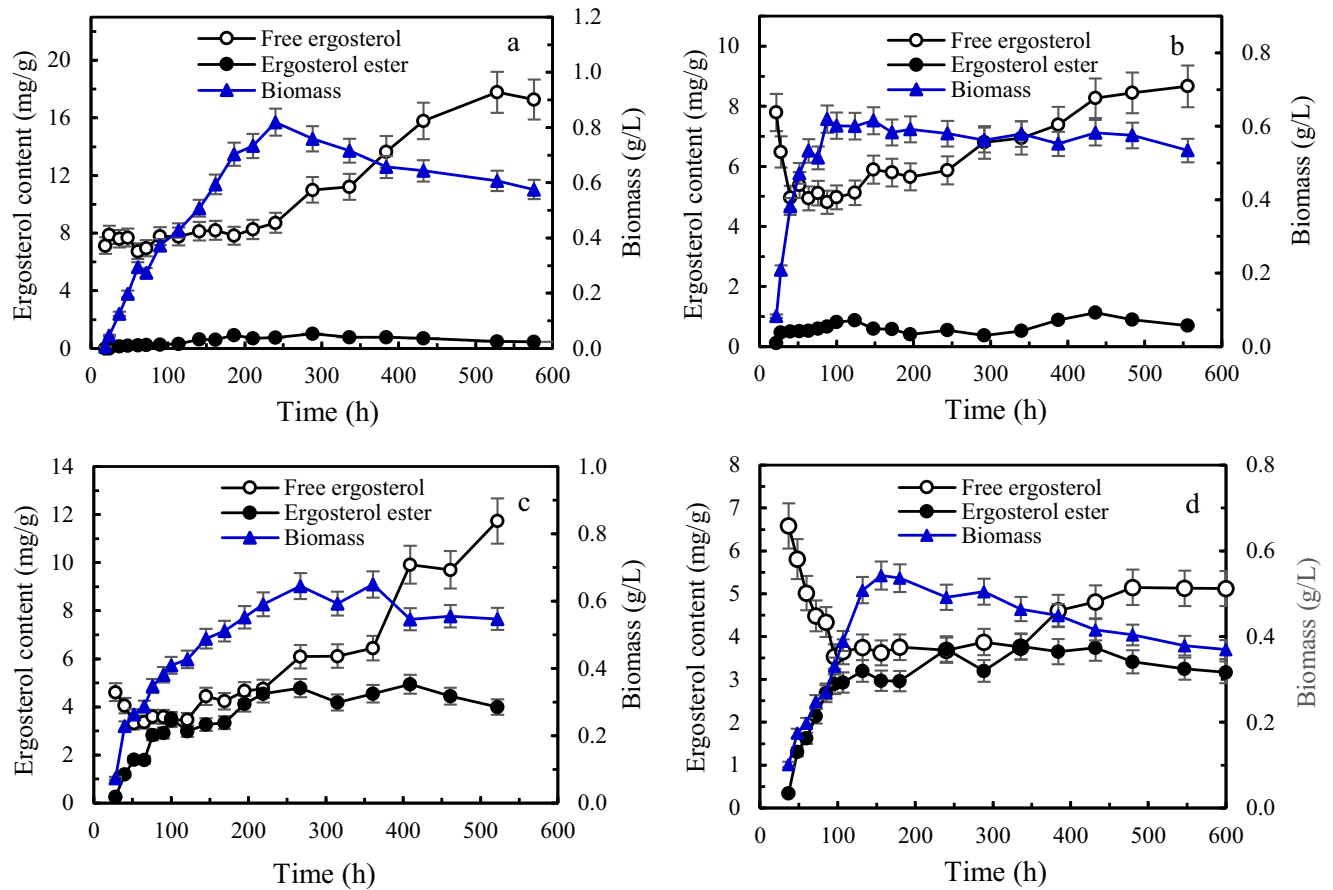 a
Free ergosterol
Ergosterol ester
Biomass
Ergosterol content (mg/g)
0
4
8
12
16
20
Biomass (g/L)
0.0
0.2
0.4
0.6
0.8
1.0
1.2
0 100 200 300 400 500 600
Time (h)
b
Free ergosterol
Ergosterol ester
Biomass
Ergosterol content (mg/g)
0
2
4
6
8
10
Biomass (g/L)
0.0
0.2
0.4
0.6
0.8
0 100 200 300 400 500 600
Time (h)
c
Free ergosterol
Ergosterol ester
Biomass
Ergosterol content (mg/g)
0
2
4
6
8
10
12
14
Biomass (g/L)
0.0
0.2
0.4
0.6
0.8
1.0
0 100 200 300 400 500 600
Time (h)
d
Free ergosterol
Ergosterol ester
Biomass
Ergosterol content (mg/g)
0
1
2
3
4
5
6
7
8
Biomass (g/L)
0.0
0.2
0.4
0.6
0.8
0 100 200 300 400 500 600
Time (h)